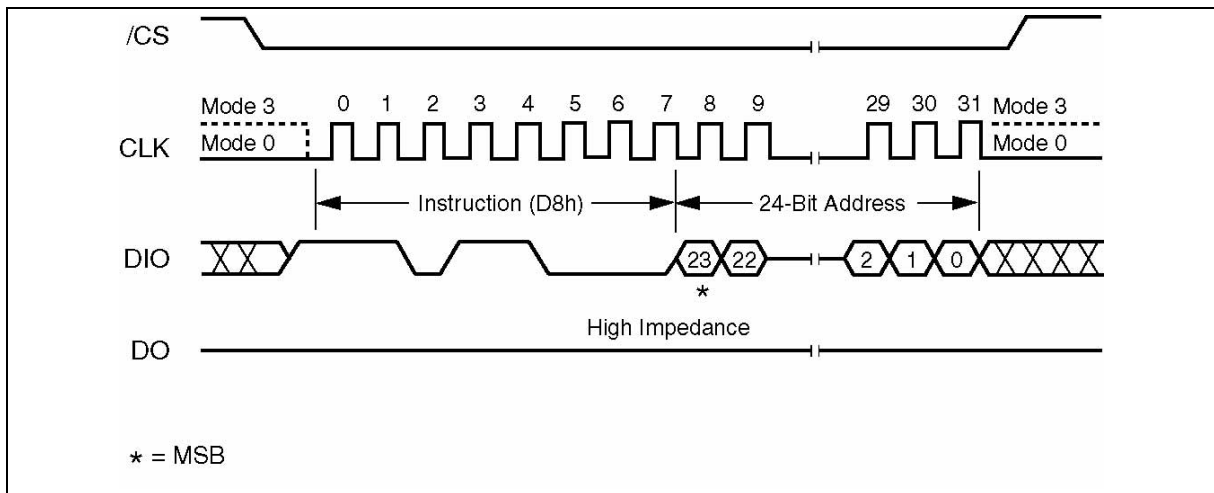 /CS
Mode 3 0 1 2 3 4 5 6 7 8 9 29 30 31 Mode 3
CLK Mode 0 Mode 0
Instruction (D8h) 24-Bit Address
DIO 23 22 2 1 0
*
High Impedance
DO
* = MSB